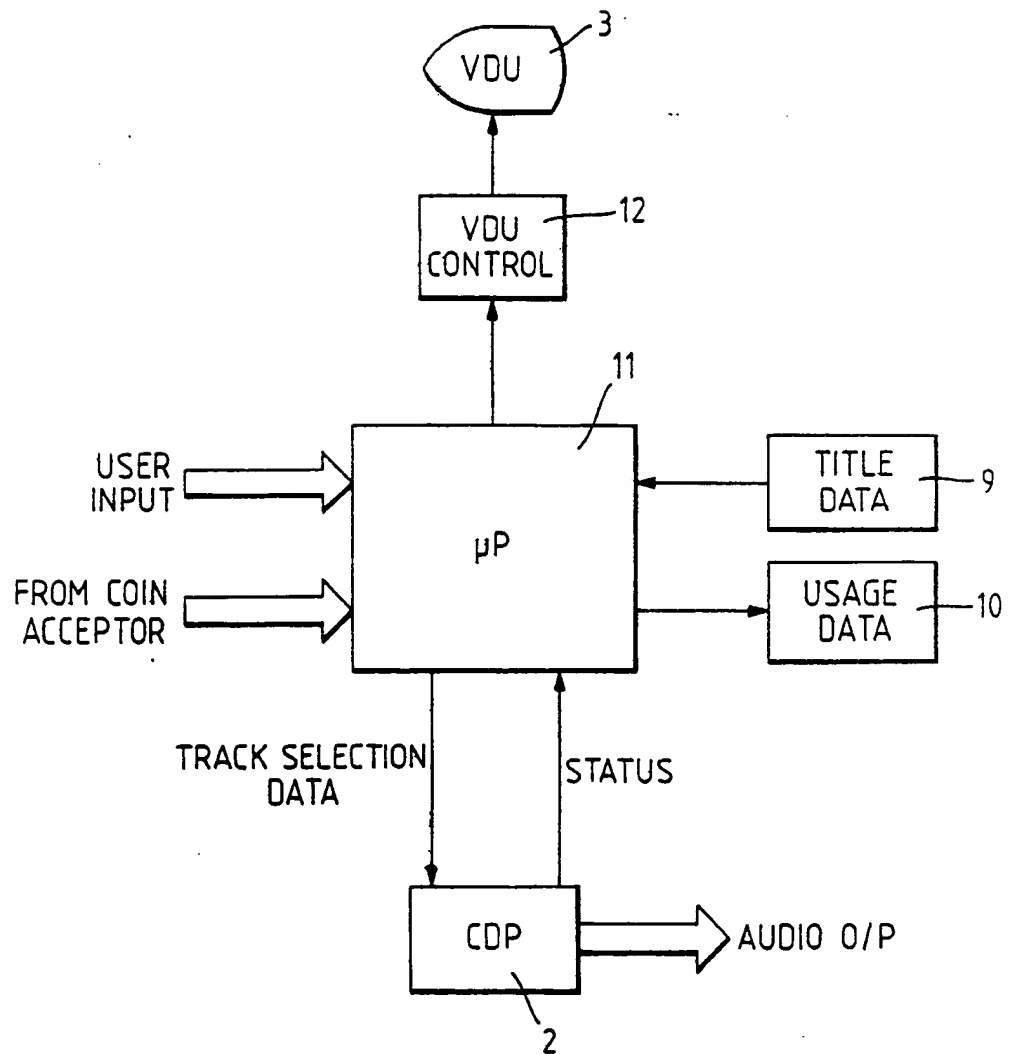 3
VDU
12
VDU
CONTROL
11
USER
INPUT
TITLE
DATA
9
µP
FROM COIN
ACCEPTOR
USAGE
DATA
10
TRACK SELECTION
DATA
STATUS
CDP
AUDIO O/P
2